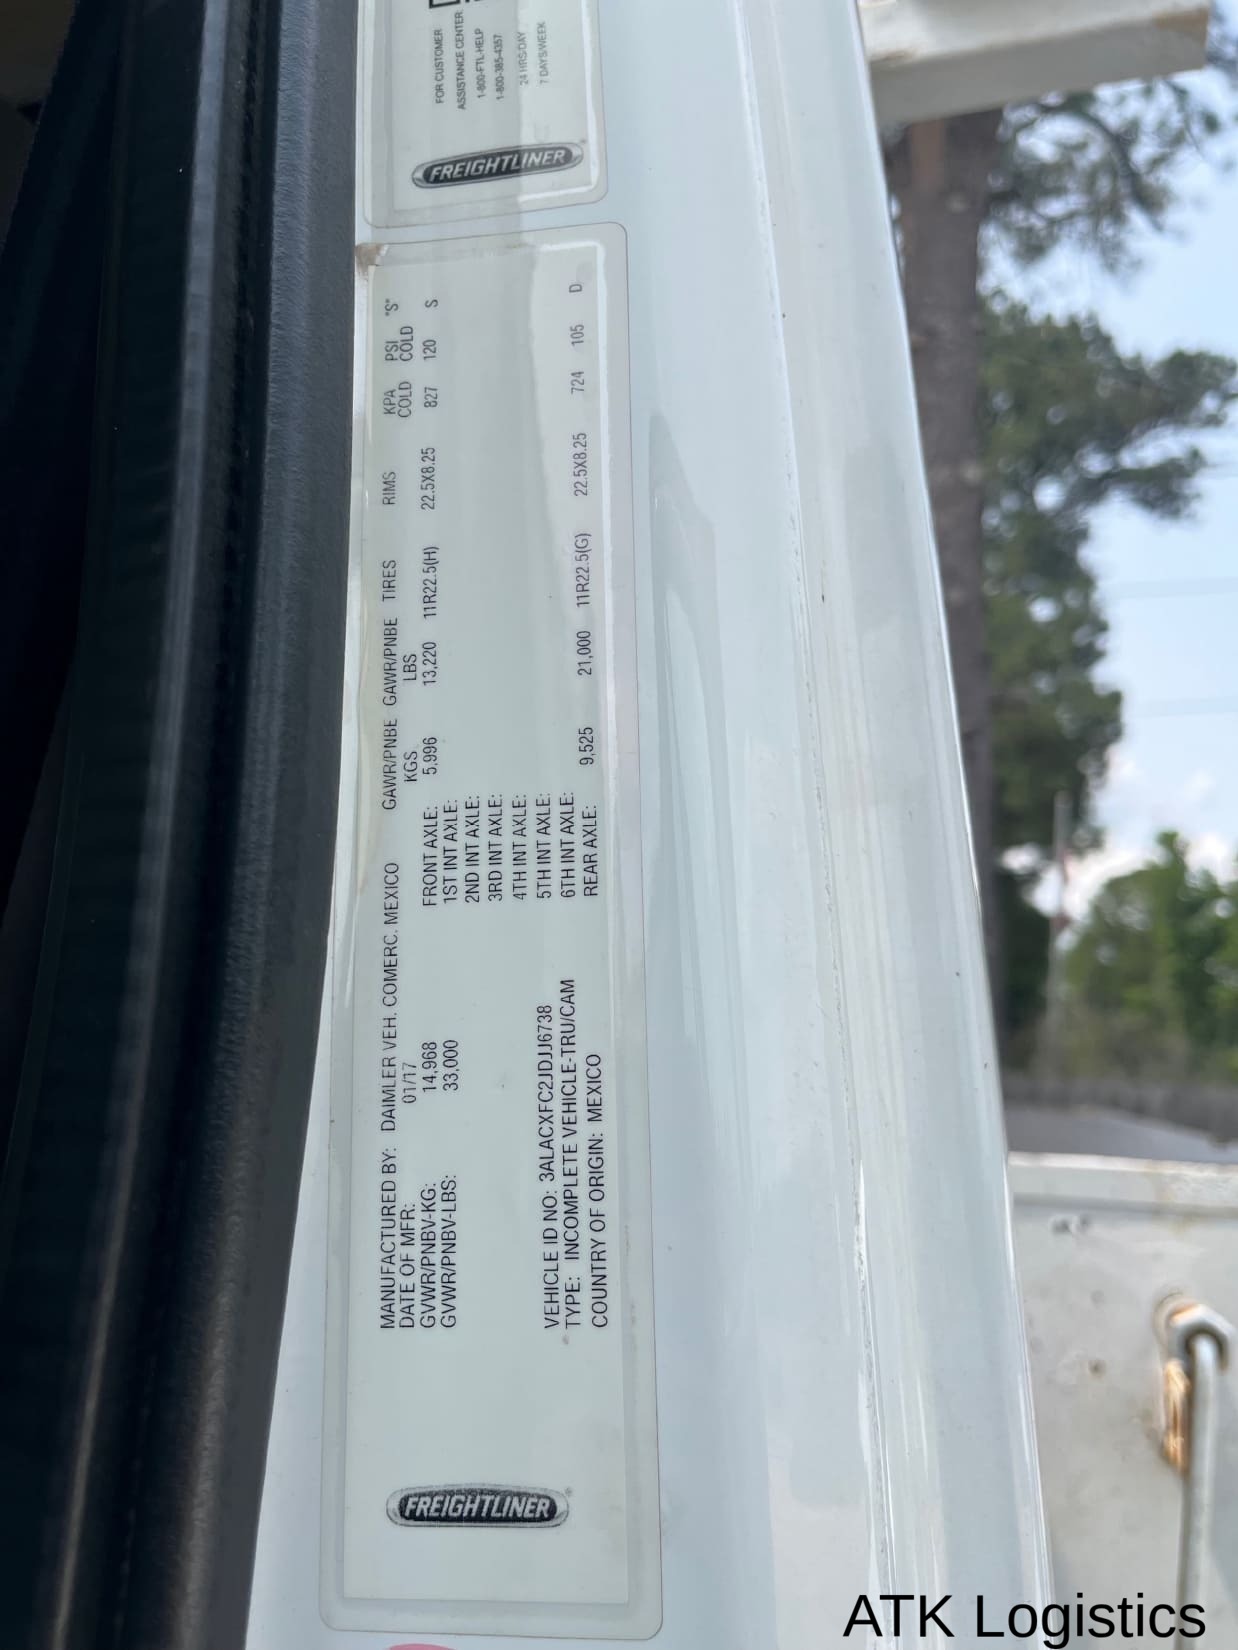 FOR CUSTOMER
ASSISTANCE CENTER
1-800-FTL-HELP
1-800-385-4357
24 HRS/DAY
7 DAYS/WEEK
FREIGHTLINER
MANUFACTURED BY: DAIMLER VEH. COMERC. MEXICO
DATE OF MFR: 01/17
GVWR/PNBV-KG: 14,968
GVWR/PNBV-LBS: 33,000
VEHICLE ID NO: 3ALACXFC2JDJJ6738
TYPE: INCOMPLETE VEHICLE-TRU/CAM
COUNTRY OF ORIGIN: MEXICO
GAWR/PNBE KGS GAWR/PNBE LBS TIRES RIMS KPA COLD PSI COLD "S"
FRONT AXLE: 5,996 13,220 11R22.5(H) 22.5X8.25 827 120 S
1ST INT AXLE:
2ND INT AXLE:
3RD INT AXLE:
4TH INT AXLE:
5TH INT AXLE:
6TH INT AXLE:
REAR AXLE: 9,525 21,000 11R22.5(G) 22.5X8.25 724 105 D
FREIGHTLINER
ATK Logistics